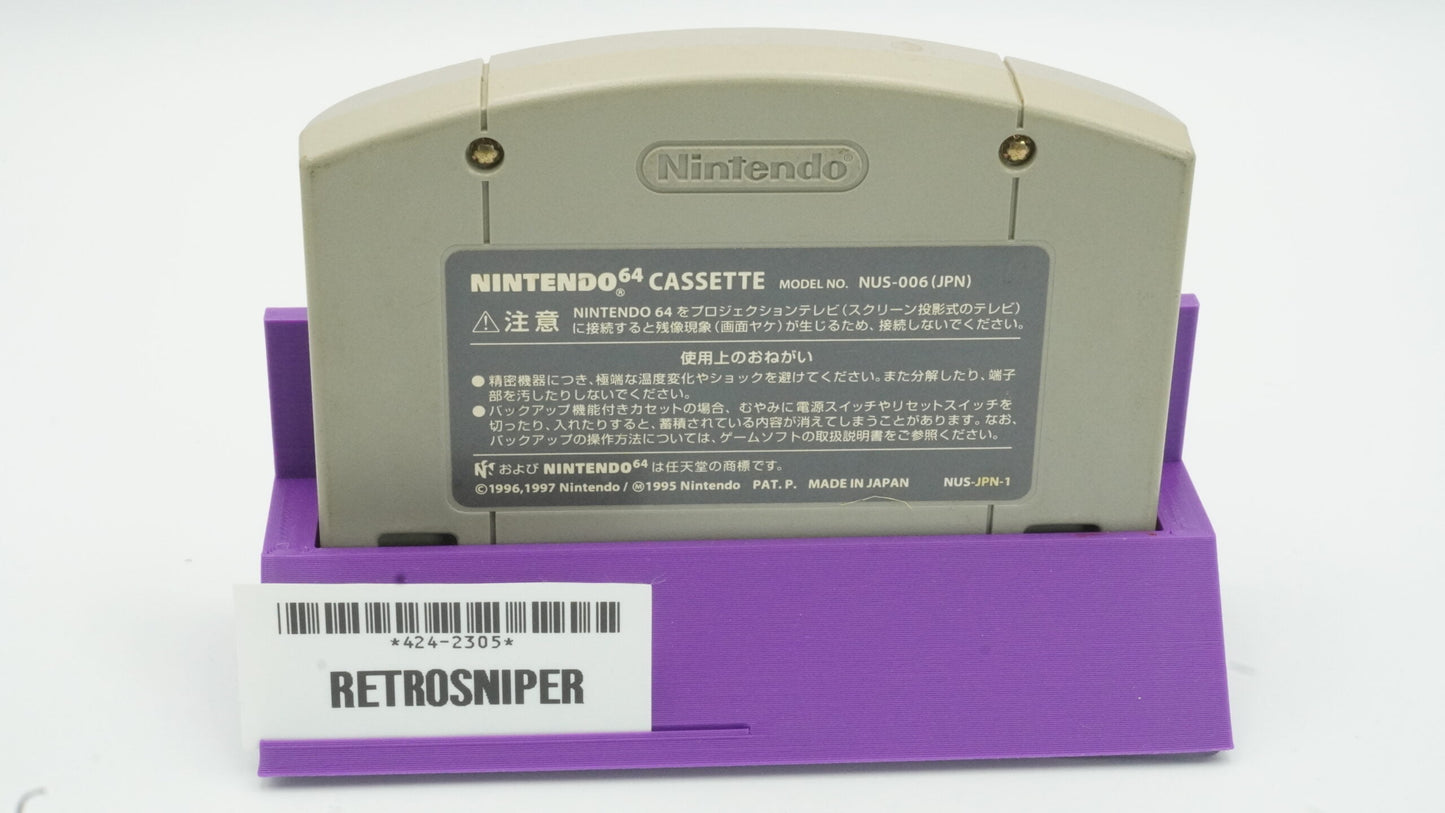 Nintendo®
NINTENDO64® CASSETTE MODEL NO. NUS-006(JPN)
注意 NINTENDO 64 をプロジェクションテレビ(スクリーン投影式のテレビ)
に接続すると残像現象(画面ヤケ)が生じるため、接続しないでください。
使用上のおねがい
●精密機器につき、極端な温度変化やショックを避けてください。また分解したり、端子
部を汚したりしないでください。
●バックアップ機能付きカセットの場合、むやみに電源スイッチやリセットスイッチを
切ったり、入れたりすると、蓄積されている内容が消えてしまうことがあります。なお、
バックアップの操作方法については、ゲームソフトの取扱説明書をご参照ください。
および NINTENDO64 は任天堂の商標です。
©1996,1997 Nintendo/Ⓜ1995 Nintendo PAT. P. MADE IN JAPAN NUS-JPN-1
*424-2305*
RETROSNIPER